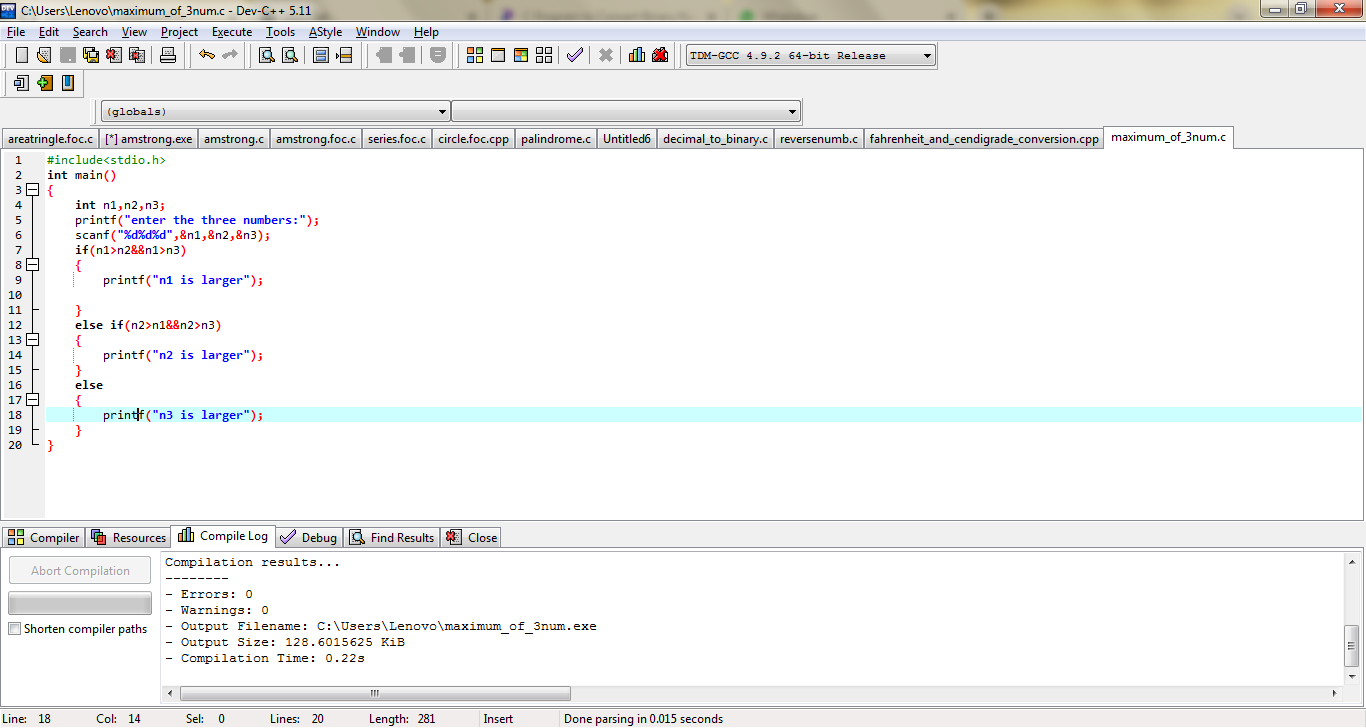 C:\Users\Lenovo\maximum_of_3num.c - Dev-C++ 5.11
File Edit Search View Project Execute Tools AStyle Window Help
TDM-GCC 4.9.2 64-bit Release
(globals)
areatringle.foc.c [*] amstrong.exe amstrong.c amstrong.foc.c series.foc.c circle.foc.cpp palindrome.c Untitled6 decimal_to_binary.c reversenumb.c fahrenheit_and_cendigrade_conversion.cpp maximum_of_3num.c
1 #include<stdio.h>
2 int main()
3 {
4 int n1,n2,n3;
5 printf("enter the three numbers:");
6 scanf("%d%d%d",&n1,&n2,&n3);
7 if(n1>n2&&n1>n3)
8 {
9 printf("n1 is larger");
10
11 }
12 else if(n2>n1&&n2>n3)
13 {
14 printf("n2 is larger");
15 }
16 else
17 {
18 printf("n3 is larger");
19 }
20 }
Compiler Resources Compile Log Debug Find Results Close
Abort Compilation
Shorten compiler paths
Compilation results...
--------
- Errors: 0
- Warnings: 0
- Output Filename: C:\Users\Lenovo\maximum_of_3num.exe
- Output Size: 128.6015625 KiB
- Compilation Time: 0.22s
Line: 18 Col: 14 Sel: 0 Lines: 20 Length: 281 Insert Done parsing in 0.015 seconds